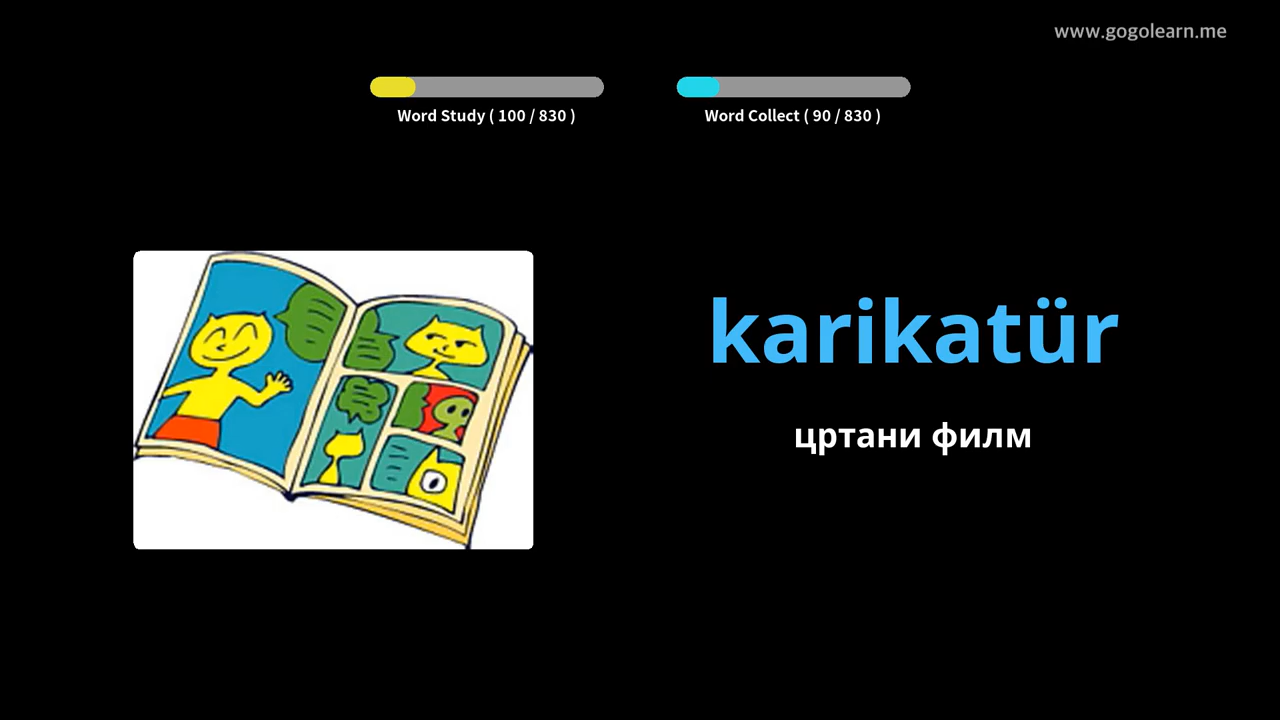 www.gogolearn.me
Word Study ( 100 / 830 )
Word Collect ( 90 / 830 )
karikatür
цртани филм